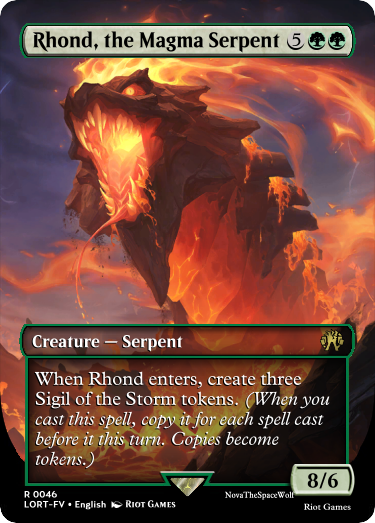 Rhond, the Magma Serpent 5
Creature — Serpent
When Rhond enters, create three
Sigil of the Storm tokens. (When you
cast this spell, copy it for each spell cast
before it this turn. Copies become
tokens.)
8/6
R 0046
LORT-FV • English Riot Games
NovaTheSpaceWolf
Riot Games